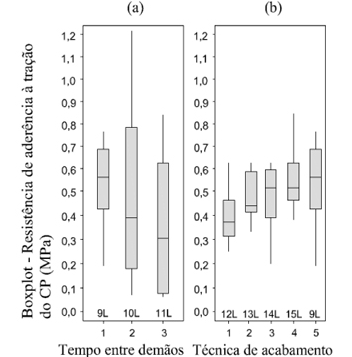 (a) (b)
Boxplot - Resistência de aderência à tração
do CP (MPa)
1,2 1,2
1,1 1,1
1,0 1,0
0,9 0,9
0,8 0,8
0,7 0,7
0,6 0,6
0,5 0,5
0,4 0,4
0,3 0,3
0,2 0,2
0,1 0,1
0,0 0,0
9L 10L 11L 12L 13L 14L 15L 9L
1 2 3 1 2 3 4 5
Tempo entre demãos Técnica de acabamento